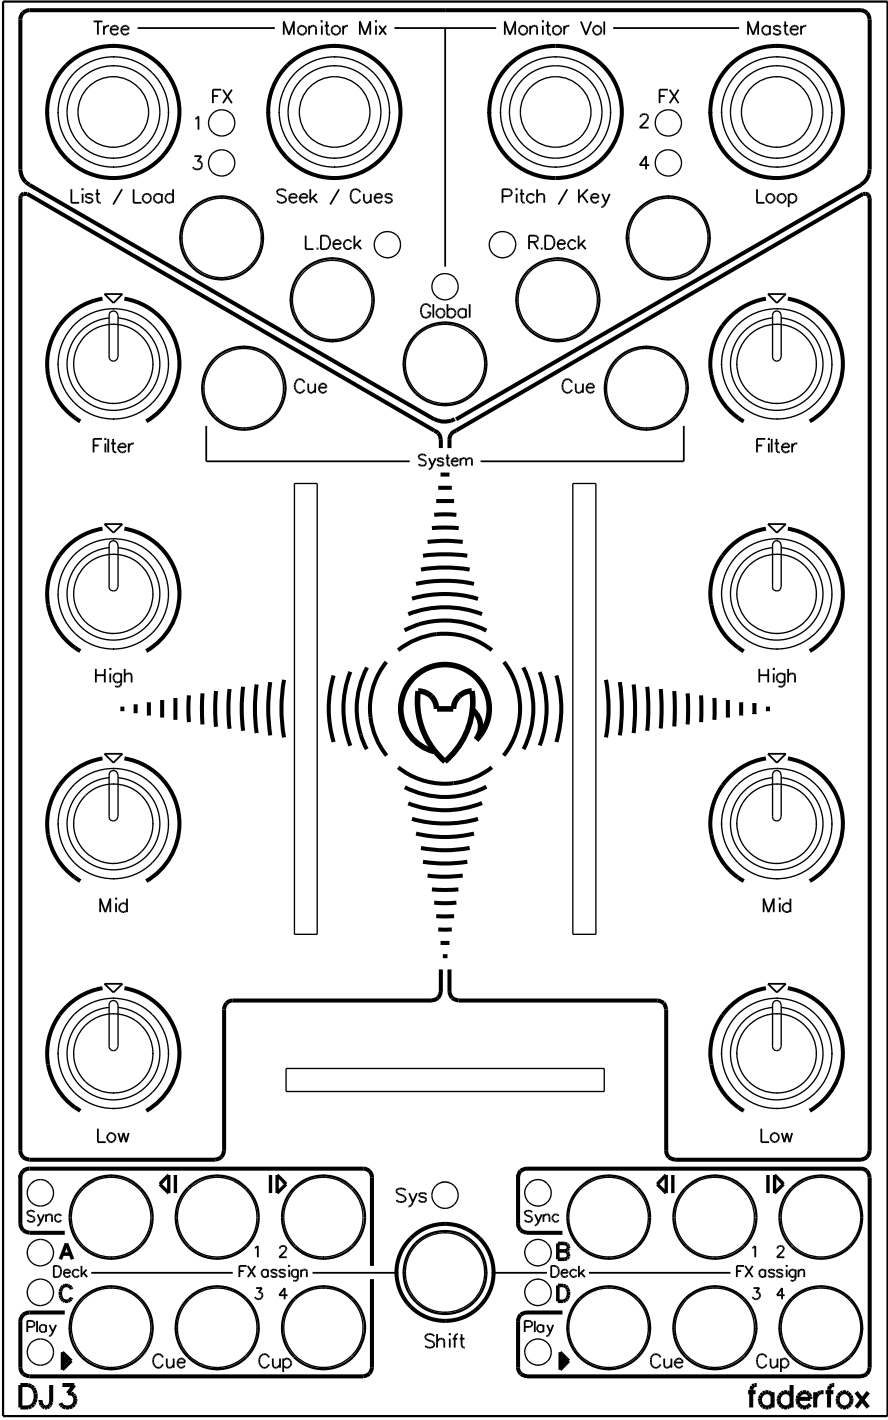 Tree Monitor Mix Monitor Vol Master
FX FX
1 2
3 4
List / Load Seek / Cues Pitch / Key Loop
L.Deck R.Deck
Global
Cue Cue
Filter Filter
System
High High
Mid Mid
Low Low
Sys
Sync Sync
A 1 2 B 1 2
Deck FX assign Deck FX assign
C 3 4 D 3 4
Play Play
Shift
Cue Cup Cue Cup
DJ3 faderfox